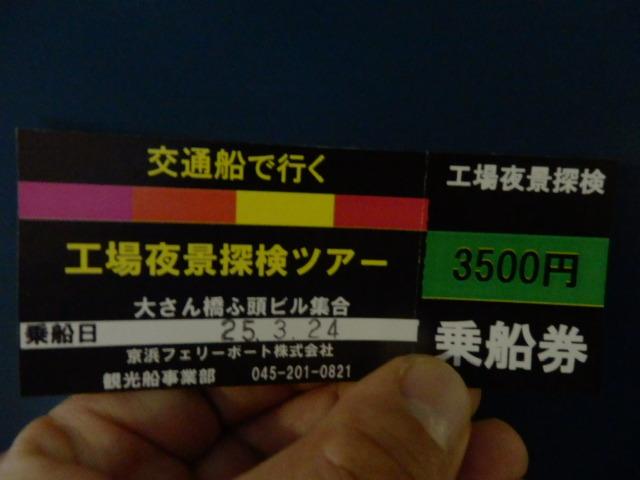 交通船で行く
工場夜景探検ツアー
大さん橋ふ頭ビル集合
乗船日 25.3.24
京浜フェリーボート株式会社
観光船事業部 045-201-0821
工場夜景探検
3500円
乗船券